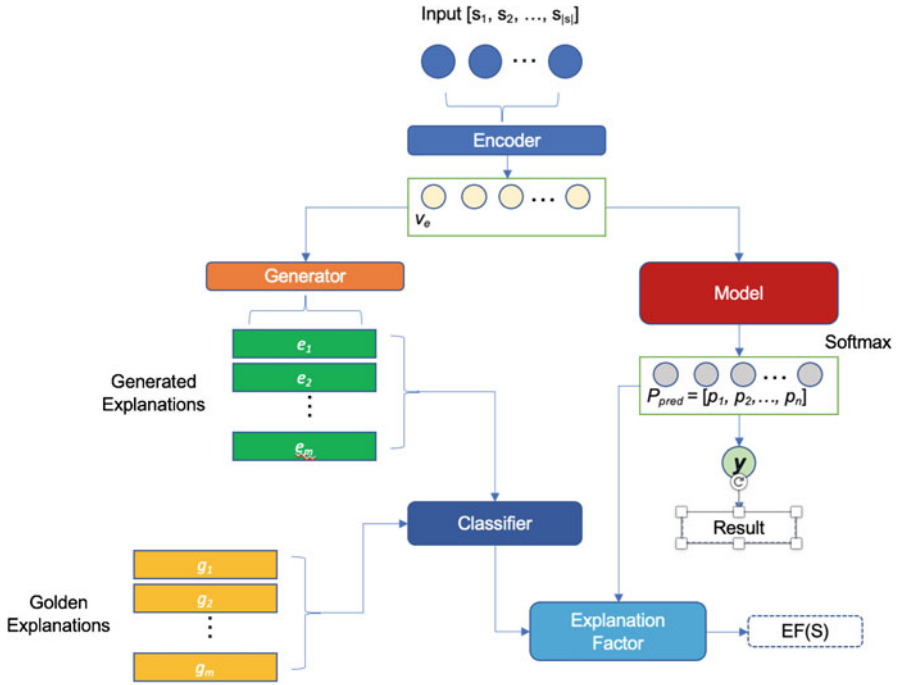 Input [s₁, s₂, …, s|s|]
Encoder
vₑ
Generator
Model
Softmax
Generated
Explanations
e₁
e₂
eₘ
P_pred = [p₁, p₂,…, pₙ]
y
Result
Classifier
Golden
Explanations
g₁
g₂
gₘ
Explanation
Factor
EF(S)